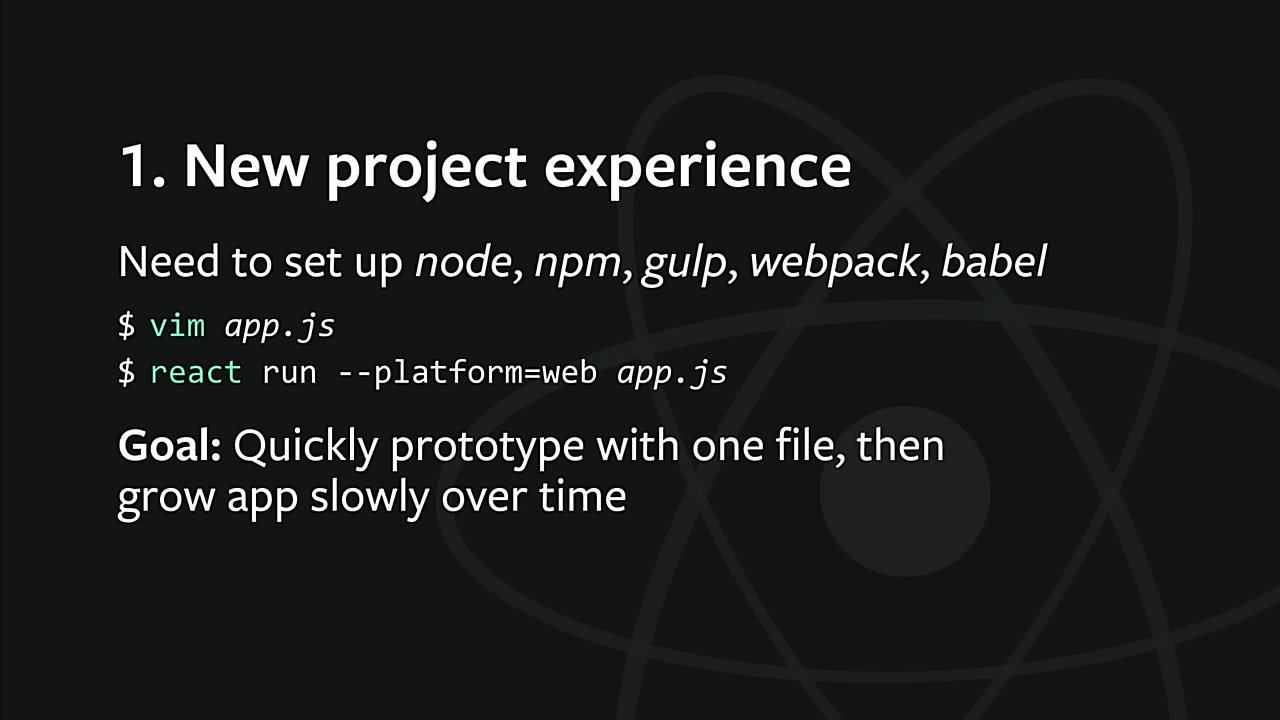 1. New project experience
Need to set up node, npm, gulp, webpack, babel
$ vim app.js
$ react run --platform=web app.js
Goal: Quickly prototype with one file, then
grow app slowly over time